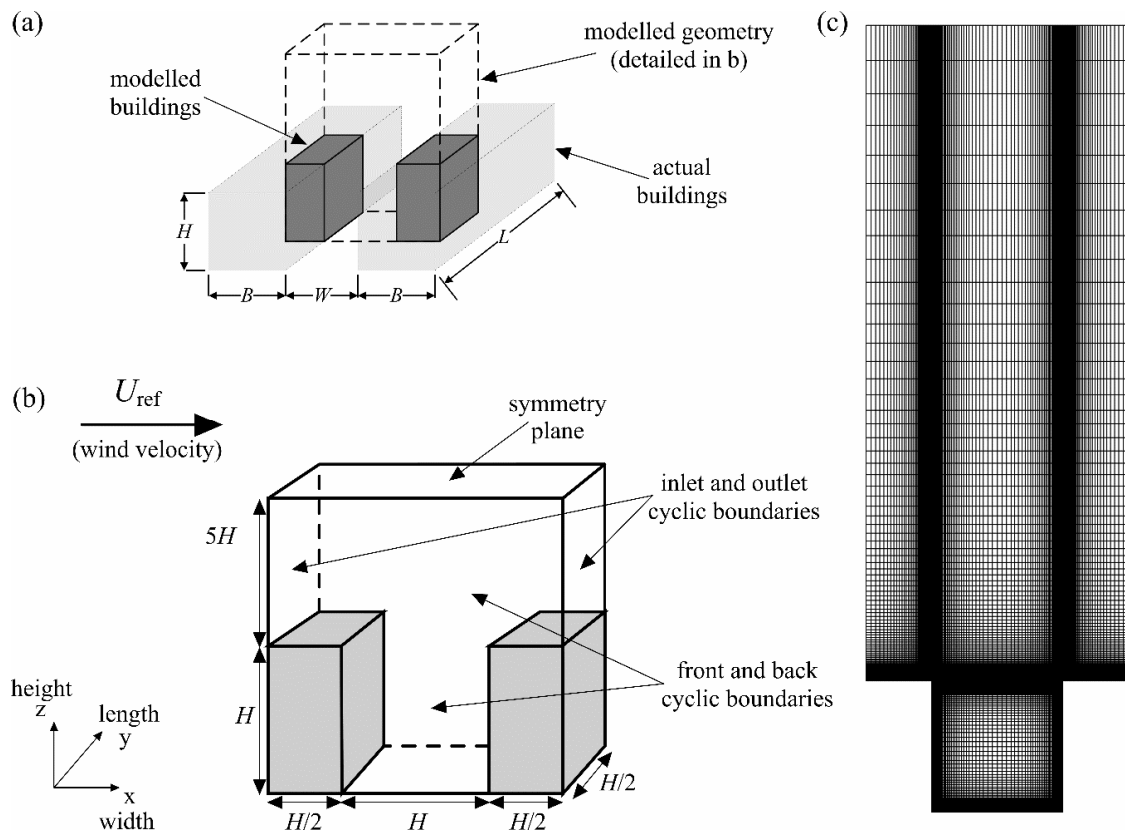 (a)
modelled geometry
(detailed in b)
modelled
buildings
actual
buildings
H
L
B
W
B
(b)
U_ref
(wind velocity)
symmetry
plane
inlet and outlet
cyclic boundaries
5H
front and back
cyclic boundaries
H
height
z
length
y
x
width
H/2
H
H/2
H/2
(c)